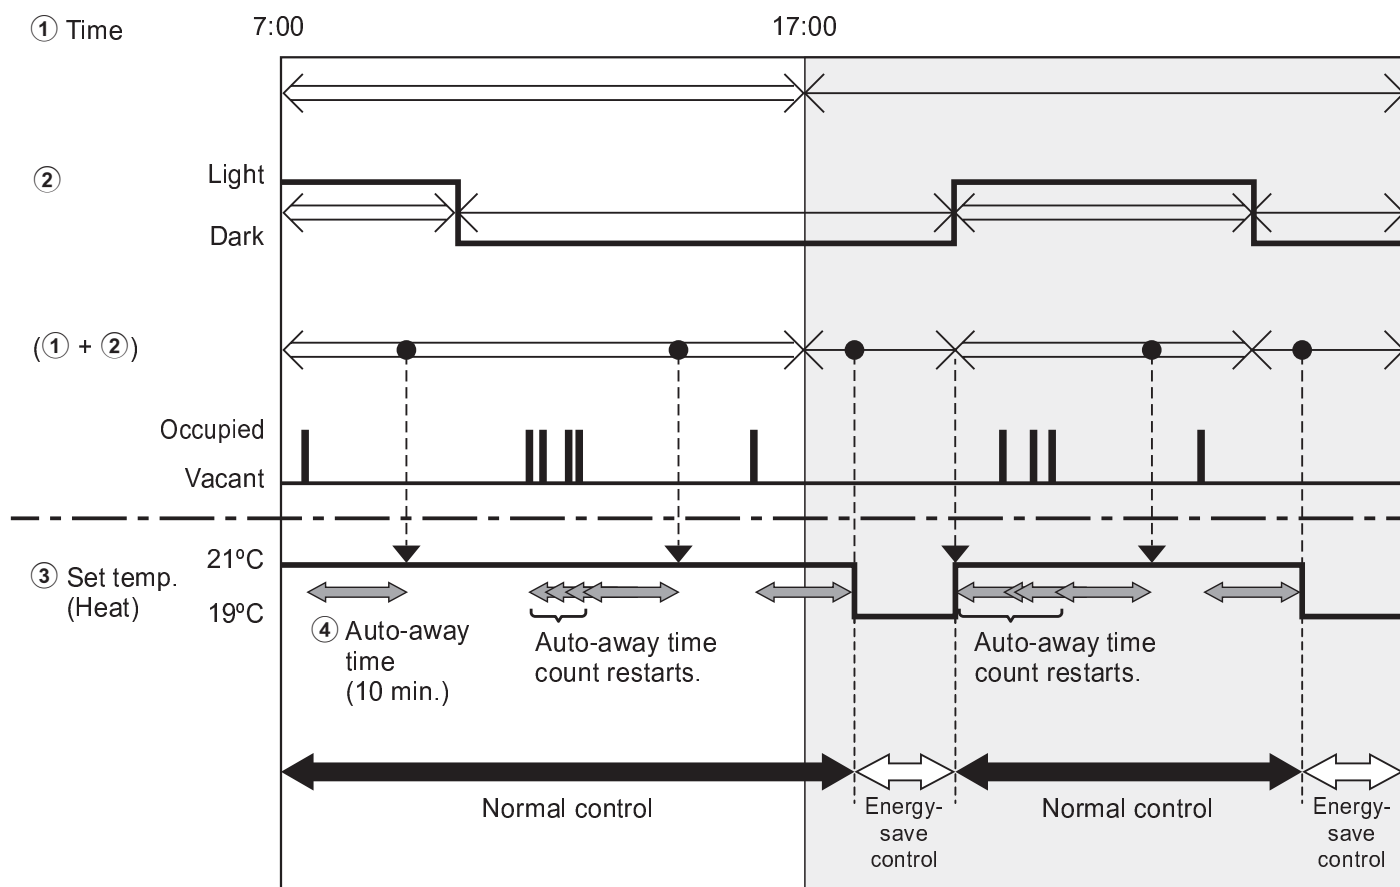 ① Time 7:00 17:00
② Light
Dark
(① + ②)
Occupied
Vacant
21ºC
③ Set temp.
(Heat)
19ºC
④ Auto-away
time
(10 min.)
Auto-away time
count restarts.
Auto-away time
count restarts.
Normal control
Energy-
save
control
Normal control
Energy-
save
control